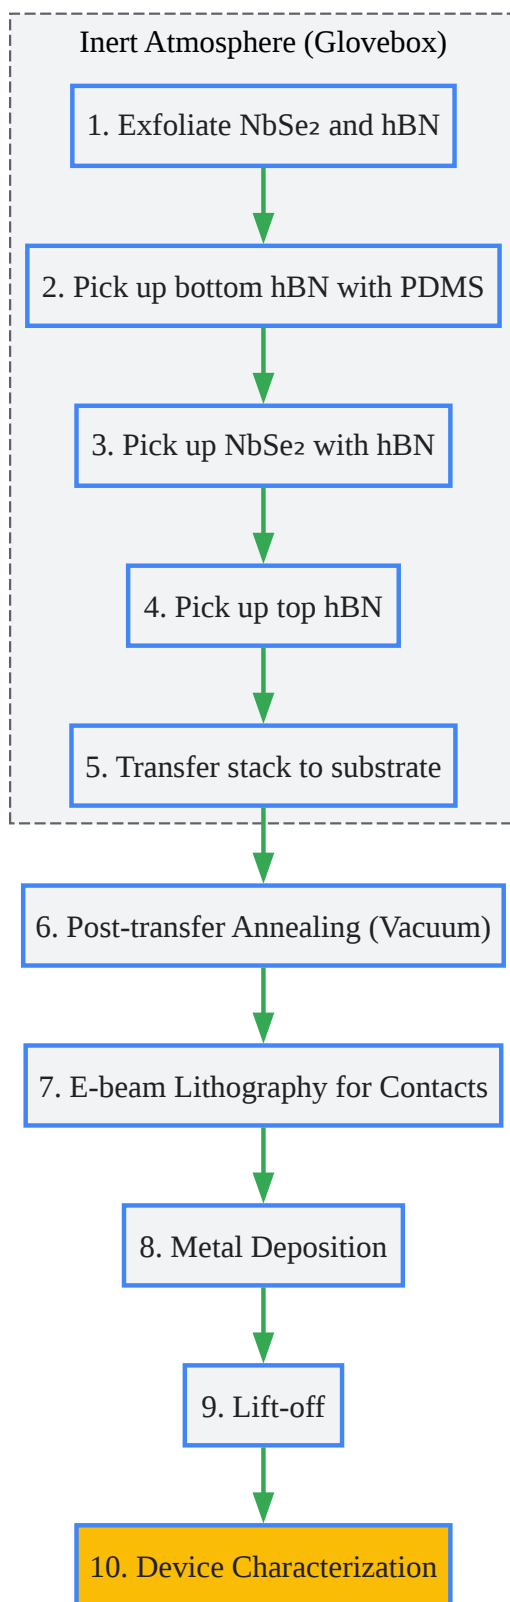 Inert Atmosphere (Glovebox)
1. Exfoliate NbSe₂ and hBN
2. Pick up bottom hBN with PDMS
3. Pick up NbSe₂ with hBN
4. Pick up top hBN
5. Transfer stack to substrate
6. Post-transfer Annealing (Vacuum)
7. E-beam Lithography for Contacts
8. Metal Deposition
9. Lift-off
10. Device Characterization